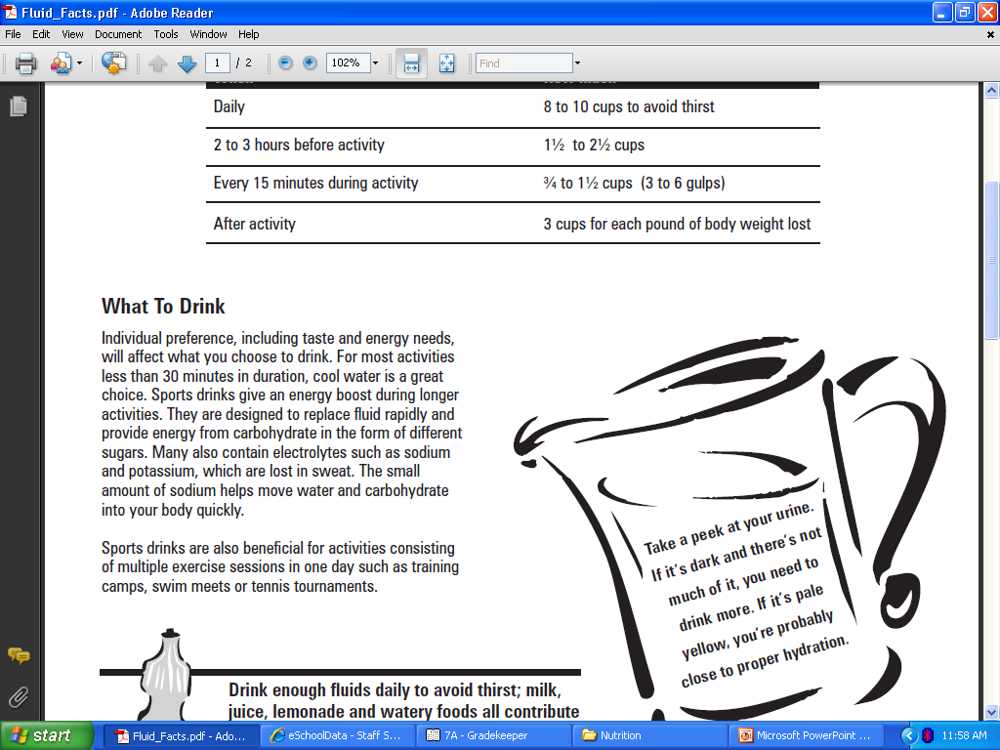 Fluid_Facts.pdf - Adobe Reader
File Edit View Document Tools Window Help
1 / 2 102% Find
Daily 8 to 10 cups to avoid thirst
2 to 3 hours before activity 1½ to 2½ cups
Every 15 minutes during activity ¾ to 1½ cups (3 to 6 gulps)
After activity 3 cups for each pound of body weight lost
What To Drink
Individual preference, including taste and energy needs,
will affect what you choose to drink. For most activities
less than 30 minutes in duration, cool water is a great
choice. Sports drinks give an energy boost during longer
activities. They are designed to replace fluid rapidly and
provide energy from carbohydrate in the form of different
sugars. Many also contain electrolytes such as sodium
and potassium, which are lost in sweat. The small
amount of sodium helps move water and carbohydrate
into your body quickly.
Sports drinks are also beneficial for activities consisting
of multiple exercise sessions in one day such as training
camps, swim meets or tennis tournaments.
Take a peek at your urine.
If it's dark and there's not
much of it, you need to
drink more. If it's pale
yellow, you're probably
close to proper hydration.
Drink enough fluids daily to avoid thirst; milk,
juice, lemonade and watery foods all contribute
start Fluid_Facts.pdf - Ado... eSchoolData - Staff S... 7A - Gradekeeper Nutrition Microsoft PowerPoint ... 11:58 AM